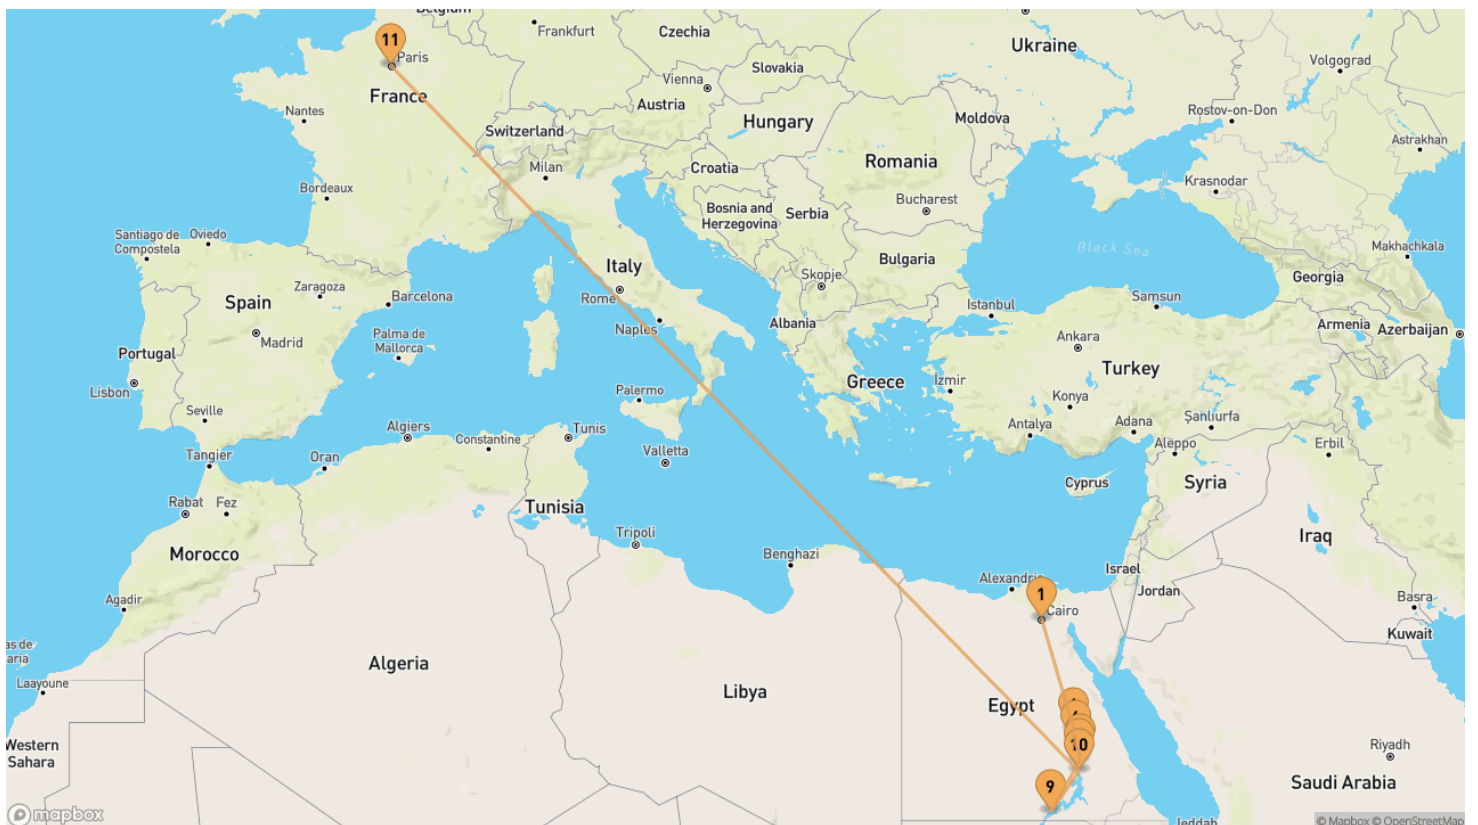 Belgium
11
Paris
Frankfurt
Czechia
Ukraine
Volgograd
France
Vienna
Slovakia
Austria
Nantes
Switzerland
Hungary
Moldova
Rostov-on-Don
Astrakhan
Milan
Croatia
Romania
Krasnodar
Bordeaux
Bosnia and
Herzegovina
Serbia
Bucharest
Santiago de
Compostela
Oviedo
Black Sea
Makhachkala
Bulgaria
Italy
Skopje
Georgia
Zaragoza
Barcelona
Spain
Rome
Istanbul
Samsun
Naples
Albania
Armenia
Azerbaijan
Palma de
Mallorca
Madrid
Ankara
Portugal
Turkey
Lisbon
Palermo
Greece
Izmir
Konya
Seville
Algiers
Tunis
Antalya
Adana
Şanlıurfa
Constantine
Aleppo
Erbil
Tangier
Oran
Valletta
Cyprus
Syria
Rabat
Fez
Tunisia
Tripoli
Iraq
Morocco
Benghazi
Israel
Alexandria
Jordan
1
Cairo
Agadir
Basra
Kuwait
as de
aria
Algeria
Laayoune
Libya
Egypt
10
Western
Sahara
Riyadh
9
Saudi Arabia
mapbox
Jeddah
© Mapbox © OpenStreetMap